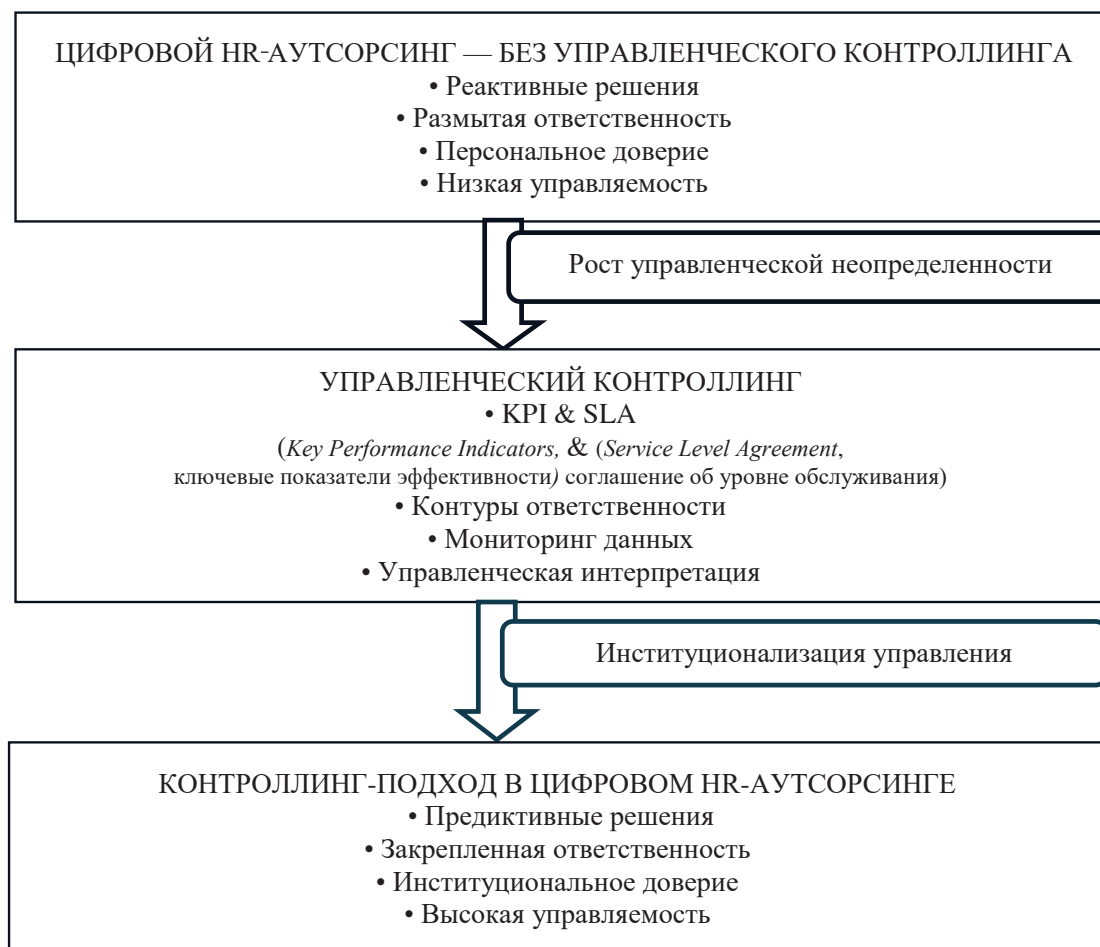 ЦИФРОВОЙ HR-АУТСОРСИНГ — БЕЗ УПРАВЛЕНЧЕСКОГО КОНТРОЛЛИНГА
• Реактивные решения
• Размытая ответственность
• Персональное доверие
• Низкая управляемость
Рост управленческой неопределенности
УПРАВЛЕНЧЕСКИЙ КОНТРОЛЛИНГ
• KPI & SLA
(Key Performance Indicators, & (Service Level Agreement,
ключевые показатели эффективности) соглашение об уровне обслуживания)
• Контуры ответственности
• Мониторинг данных
• Управленческая интерпретация
Институционализация управления
КОНТРОЛЛИНГ-ПОДХОД В ЦИФРОВОМ HR-АУТСОРСИНГЕ
• Предиктивные решения
• Закрепленная ответственность
• Институциональное доверие
• Высокая управляемость